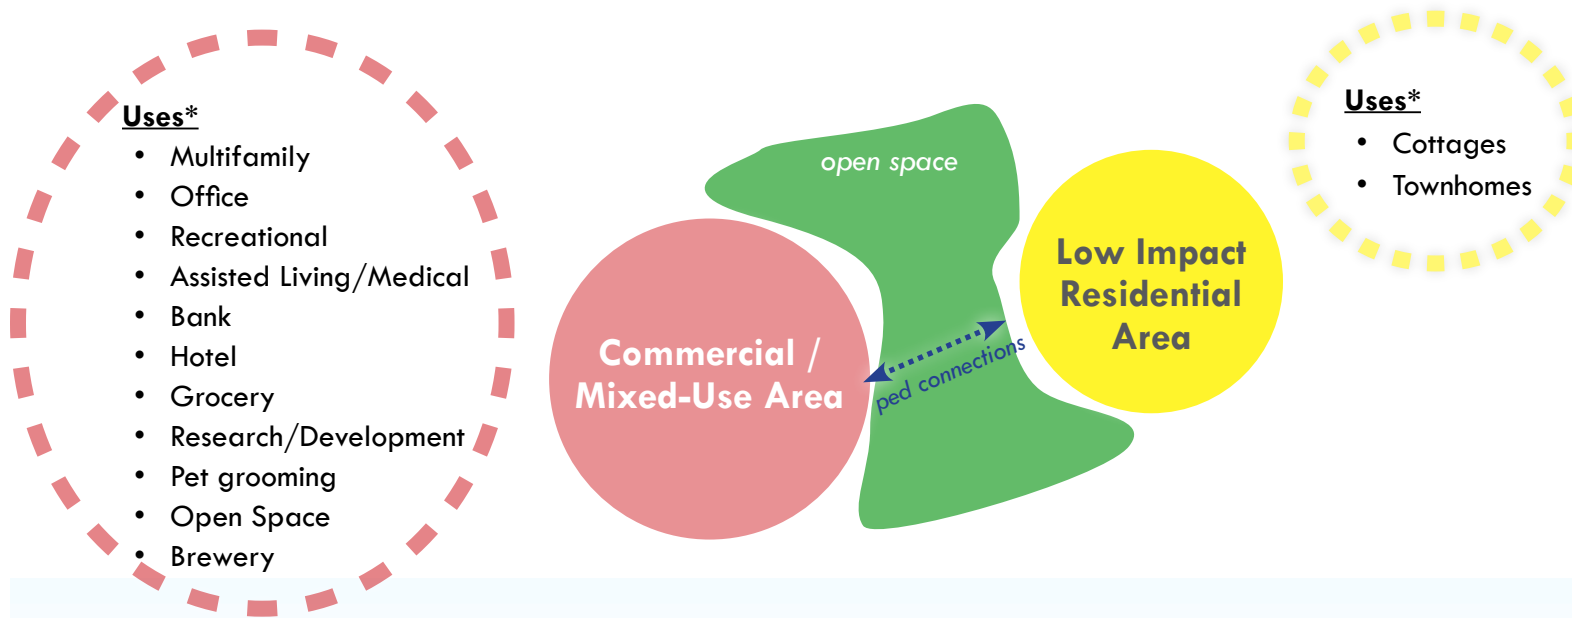 Uses*
• Multifamily
• Office
• Recreational
• Assisted Living/Medical
• Bank
• Hotel
• Grocery
• Research/Development
• Pet grooming
• Open Space
• Brewery
open space
Commercial /
Mixed-Use Area
ped connections
Low Impact
Residential
Area
Uses*
• Cottages
• Townhomes